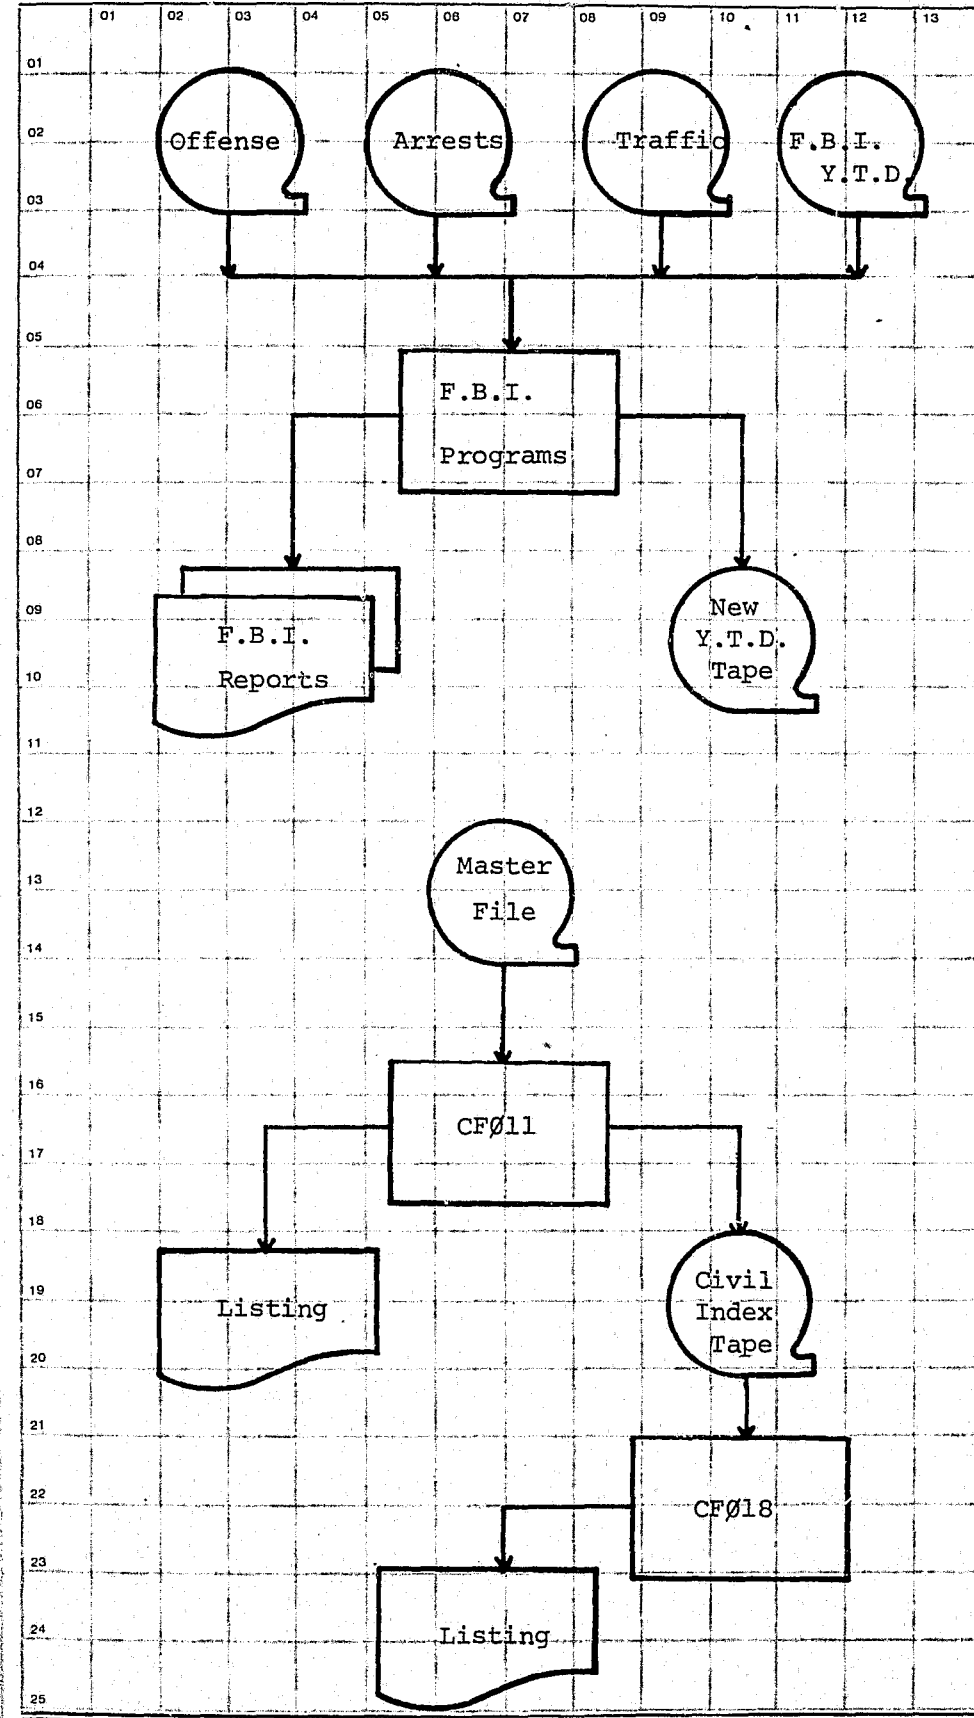 01 02 03 04 05 06 07 08 09 10 11 12 13
01
02
03
04
05
06
07
08
09
10
11
12
13
14
15
16
17
18
19
20
21
22
23
24
25
Offense
Arrests
Traffic
F.B.I.
Y.T.D.
F.B.I.
Programs
F.B.I.
Reports
New
Y.T.D.
Tape
Master
File
CFØ11
Listing
Civil
Index
Tape
CFØ18
Listing